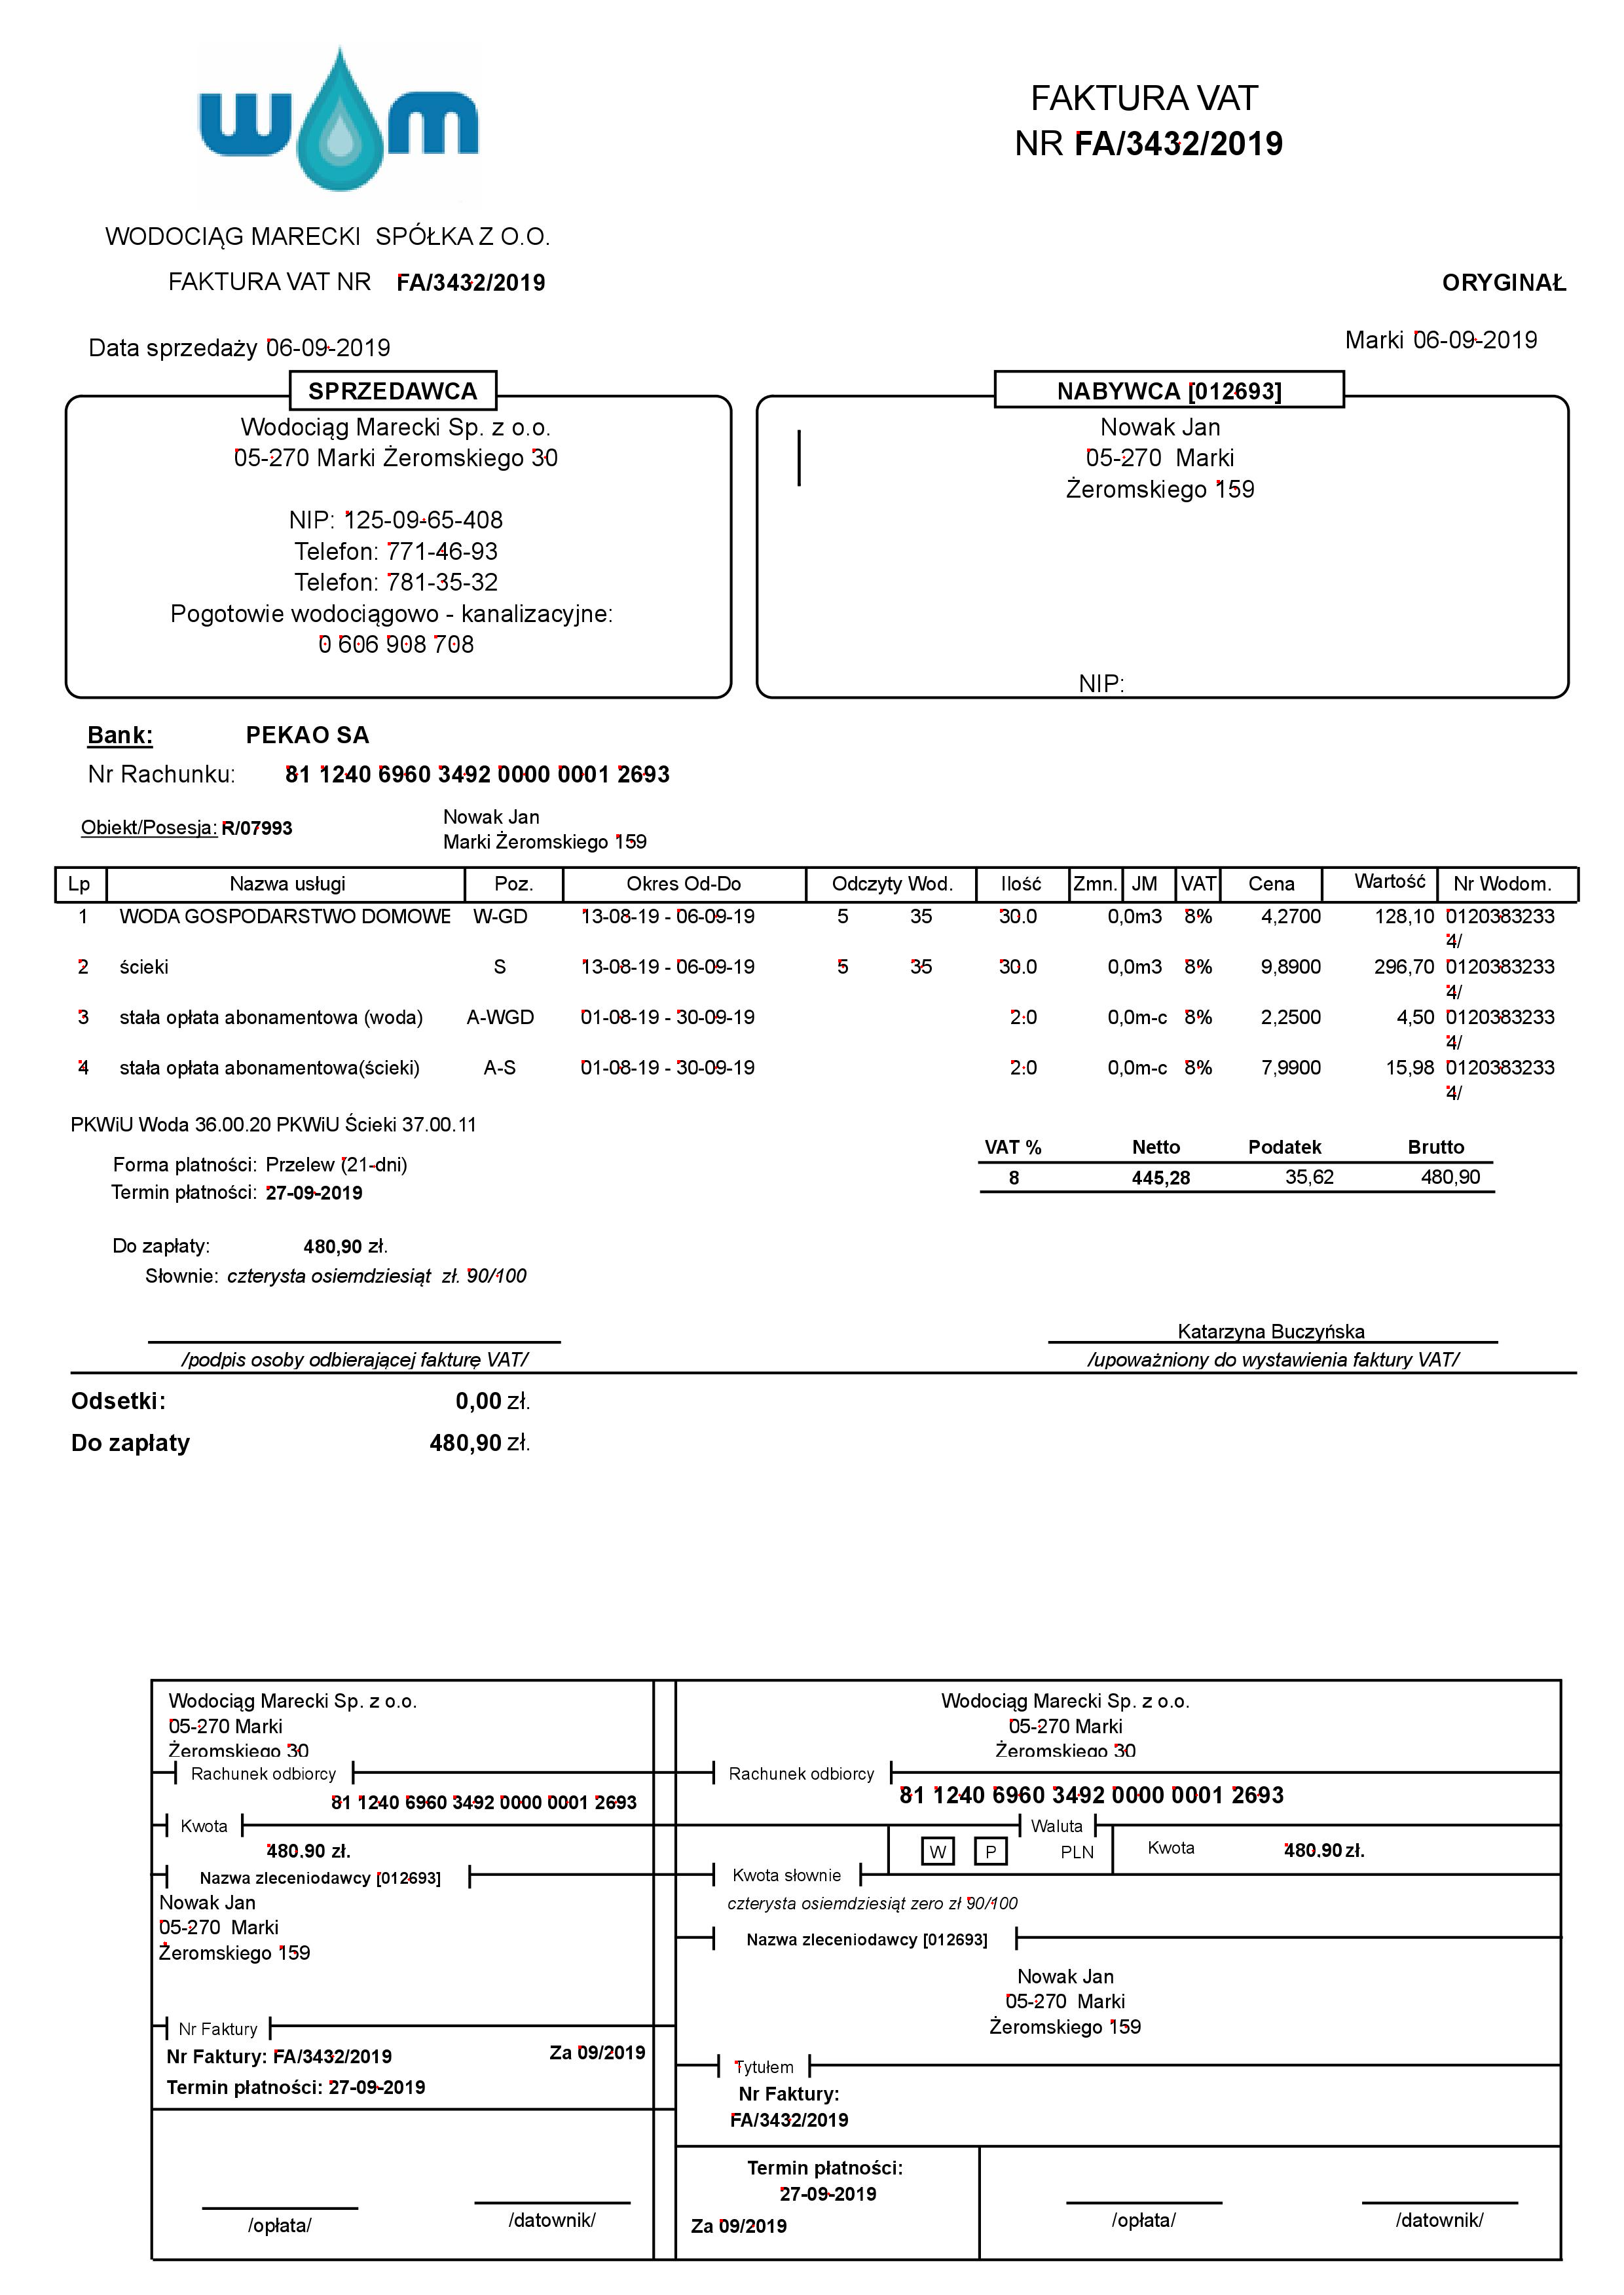 wm
FAKTURA VAT
NR FA/3432/2019
WODOCIĄG MARECKI SPÓŁKA Z O.O.
FAKTURA VAT NR FA/3432/2019
ORYGINAŁ
Data sprzedaży 06-09-2019
Marki 06-09-2019
SPRZEDAWCA
Wodociąg Marecki Sp. z o.o.
05-270 Marki Żeromskiego 30
NIP: 125-09-65-408
Telefon: 771-46-93
Telefon: 781-35-32
Pogotowie wodociągowo - kanalizacyjne:
0 606 908 708
NABYWCA [012693]
Nowak Jan
05-270 Marki
Żeromskiego 159
NIP:
Bank: PEKAO SA
Nr Rachunku: 81 1240 6960 3492 0000 0001 2693
Obiekt/Posesja: R/07993
Nowak Jan
Marki Żeromskiego 159
Lp Nazwa usługi Poz. Okres Od-Do Odczyty Wod. Ilość Zmn. JM VAT Cena Wartość Nr Wodom.
1 WODA GOSPODARSTWO DOMOWE W-GD 13-08-19 - 06-09-19 5 35 30.0 0,0m3 8% 4,2700 128,10 0120383233
4/
2 ścieki S 13-08-19 - 06-09-19 5 35 30.0 0,0m3 8% 9,8900 296,70 0120383233
4/
3 stała opłata abonamentowa (woda) A-WGD 01-08-19 - 30-09-19 2.0 0,0m-c 8% 2,2500 4,50 0120383233
4/
4 stała opłata abonamentowa(ścieki) A-S 01-08-19 - 30-09-19 2.0 0,0m-c 8% 7,9900 15,98 0120383233
4/
PKWiU Woda 36.00.20 PKWiU Ścieki 37.00.11
VAT % Netto Podatek Brutto
8 445,28 35,62 480,90
Forma płatności: Przelew (21-dni)
Termin płatności: 27-09-2019
Do zapłaty: 480,90 zł.
Słownie: czterysta osiemdziesiąt zł. 90/100
Katarzyna Buczyńska
/podpis osoby odbierającej fakturę VAT/
/upoważniony do wystawienia faktury VAT/
Odsetki: 0,00 zł.
Do zapłaty 480,90 zł.
Wodociąg Marecki Sp. z o.o.
05-270 Marki
Żeromskiego 30
Rachunek odbiorcy
81 1240 6960 3492 0000 0001 2693
Kwota
480.90 zł.
Nazwa zleceniodawcy [012693]
Nowak Jan
05-270 Marki
Żeromskiego 159
Nr Faktury
Nr Faktury: FA/3432/2019
Za 09/2019
Termin płatności: 27-09-2019
/opłata/
/datownik/
Wodociąg Marecki Sp. z o.o.
05-270 Marki
Żeromskiego 30
Rachunek odbiorcy
81 1240 6960 3492 0000 0001 2693
Waluta
W P PLN
Kwota 480.90 zł.
Kwota słownie
czterysta osiemdziesiąt zero zł 90/100
Nazwa zleceniodawcy [012693]
Nowak Jan
05-270 Marki
Żeromskiego 159
Tytułem
Nr Faktury:
FA/3432/2019
Termin płatności:
27-09-2019
Za 09/2019
/opłata/
/datownik/